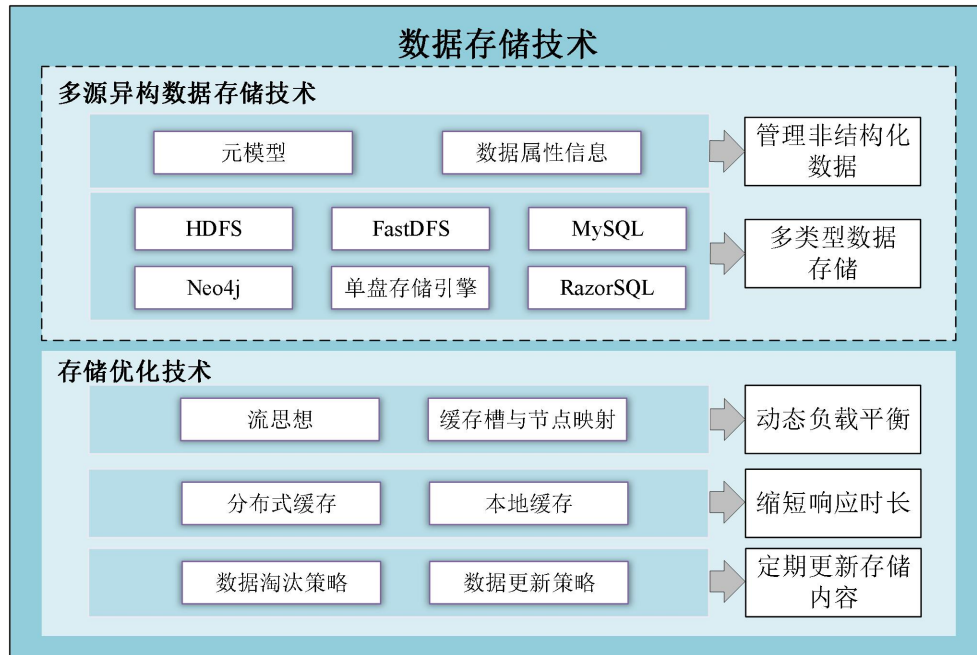 数据存储技术
多源异构数据存储技术
元模型
数据属性信息
管理非结构化
数据
HDFS
FastDFS
MySQL
Neo4j
单盘存储引擎
RazorSQL
多类型数据
存储
存储优化技术
流思想
缓存槽与节点映射
动态负载平衡
分布式缓存
本地缓存
缩短响应时长
数据淘汰策略
数据更新策略
定期更新存储
内容